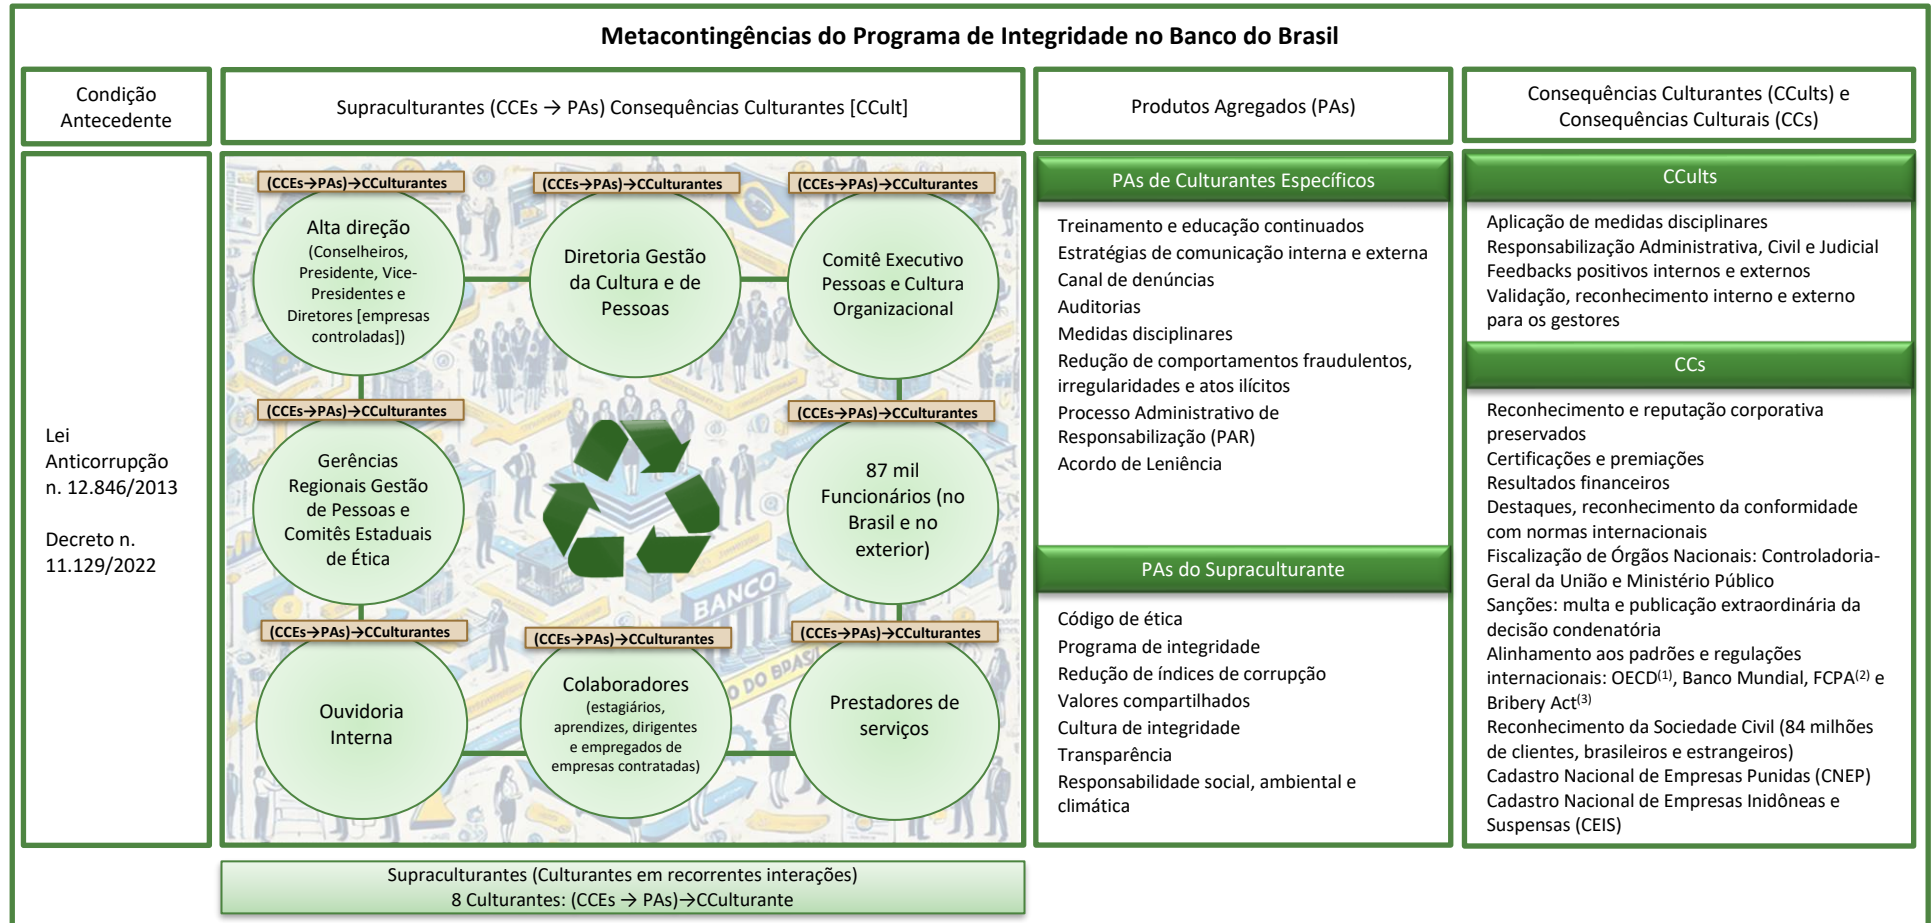 Metacontingências do Programa de Integridade no Banco do Brasil
Condição
Antecedente
Supraculturantes (CCEs → PAs) Consequências Culturantes [CCult]
Produtos Agregados (PAs)
Consequências Culturantes (CCults) e
Consequências Culturais (CCs)
Lei
Anticorrupção
n. 12.846/2013
Decreto n.
11.129/2022
(CCEs→PAs)→CCulturantes
Alta direção
(Conselheiros,
Presidente, Vice-
Presidentes e
Diretores [empresas
controladas])
(CCEs→PAs)→CCulturantes
Diretoria Gestão
da Cultura e de
Pessoas
(CCEs→PAs)→CCulturantes
Comitê Executivo
Pessoas e Cultura
Organizacional
(CCEs→PAs)→CCulturantes
Gerências
Regionais Gestão
de Pessoas e
Comitês Estaduais
de Ética
(CCEs→PAs)→CCulturantes
87 mil
Funcionários (no
Brasil e no
exterior)
BANCO
DO BRASIL
(CCEs→PAs)→CCulturantes
Ouvidoria
Interna
(CCEs→PAs)→CCulturantes
Colaboradores
(estagiários,
aprendizes, dirigentes
e empregados de
empresas contratadas)
(CCEs→PAs)→CCulturantes
Prestadores de
serviços
Supraculturantes (Culturantes em recorrentes interações)
8 Culturantes: (CCEs → PAs)→CCulturante
PAs de Culturantes Específicos
Treinamento e educação continuados
Estratégias de comunicação interna e externa
Canal de denúncias
Auditorias
Medidas disciplinares
Redução de comportamentos fraudulentos,
irregularidades e atos ilícitos
Processo Administrativo de
Responsabilização (PAR)
Acordo de Leniência
PAs do Supraculturante
Código de ética
Programa de integridade
Redução de índices de corrupção
Valores compartilhados
Cultura de integridade
Transparência
Responsabilidade social, ambiental e
climática
CCults
Aplicação de medidas disciplinares
Responsabilização Administrativa, Civil e Judicial
Feedbacks positivos internos e externos
Validação, reconhecimento interno e externo
para os gestores
CCs
Reconhecimento e reputação corporativa
preservados
Certificações e premiações
Resultados financeiros
Destaques, reconhecimento da conformidade
com normas internacionais
Fiscalização de Órgãos Nacionais: Controladoria-
Geral da União e Ministério Público
Sanções: multa e publicação extraordinária da
decisão condenatória
Alinhamento aos padrões e regulações
internacionais: OECD(1), Banco Mundial, FCPA(2) e
Bribery Act(3)
Reconhecimento da Sociedade Civil (84 milhões
de clientes, brasileiros e estrangeiros)
Cadastro Nacional de Empresas Punidas (CNEP)
Cadastro Nacional de Empresas Inidôneas e
Suspensas (CEIS)